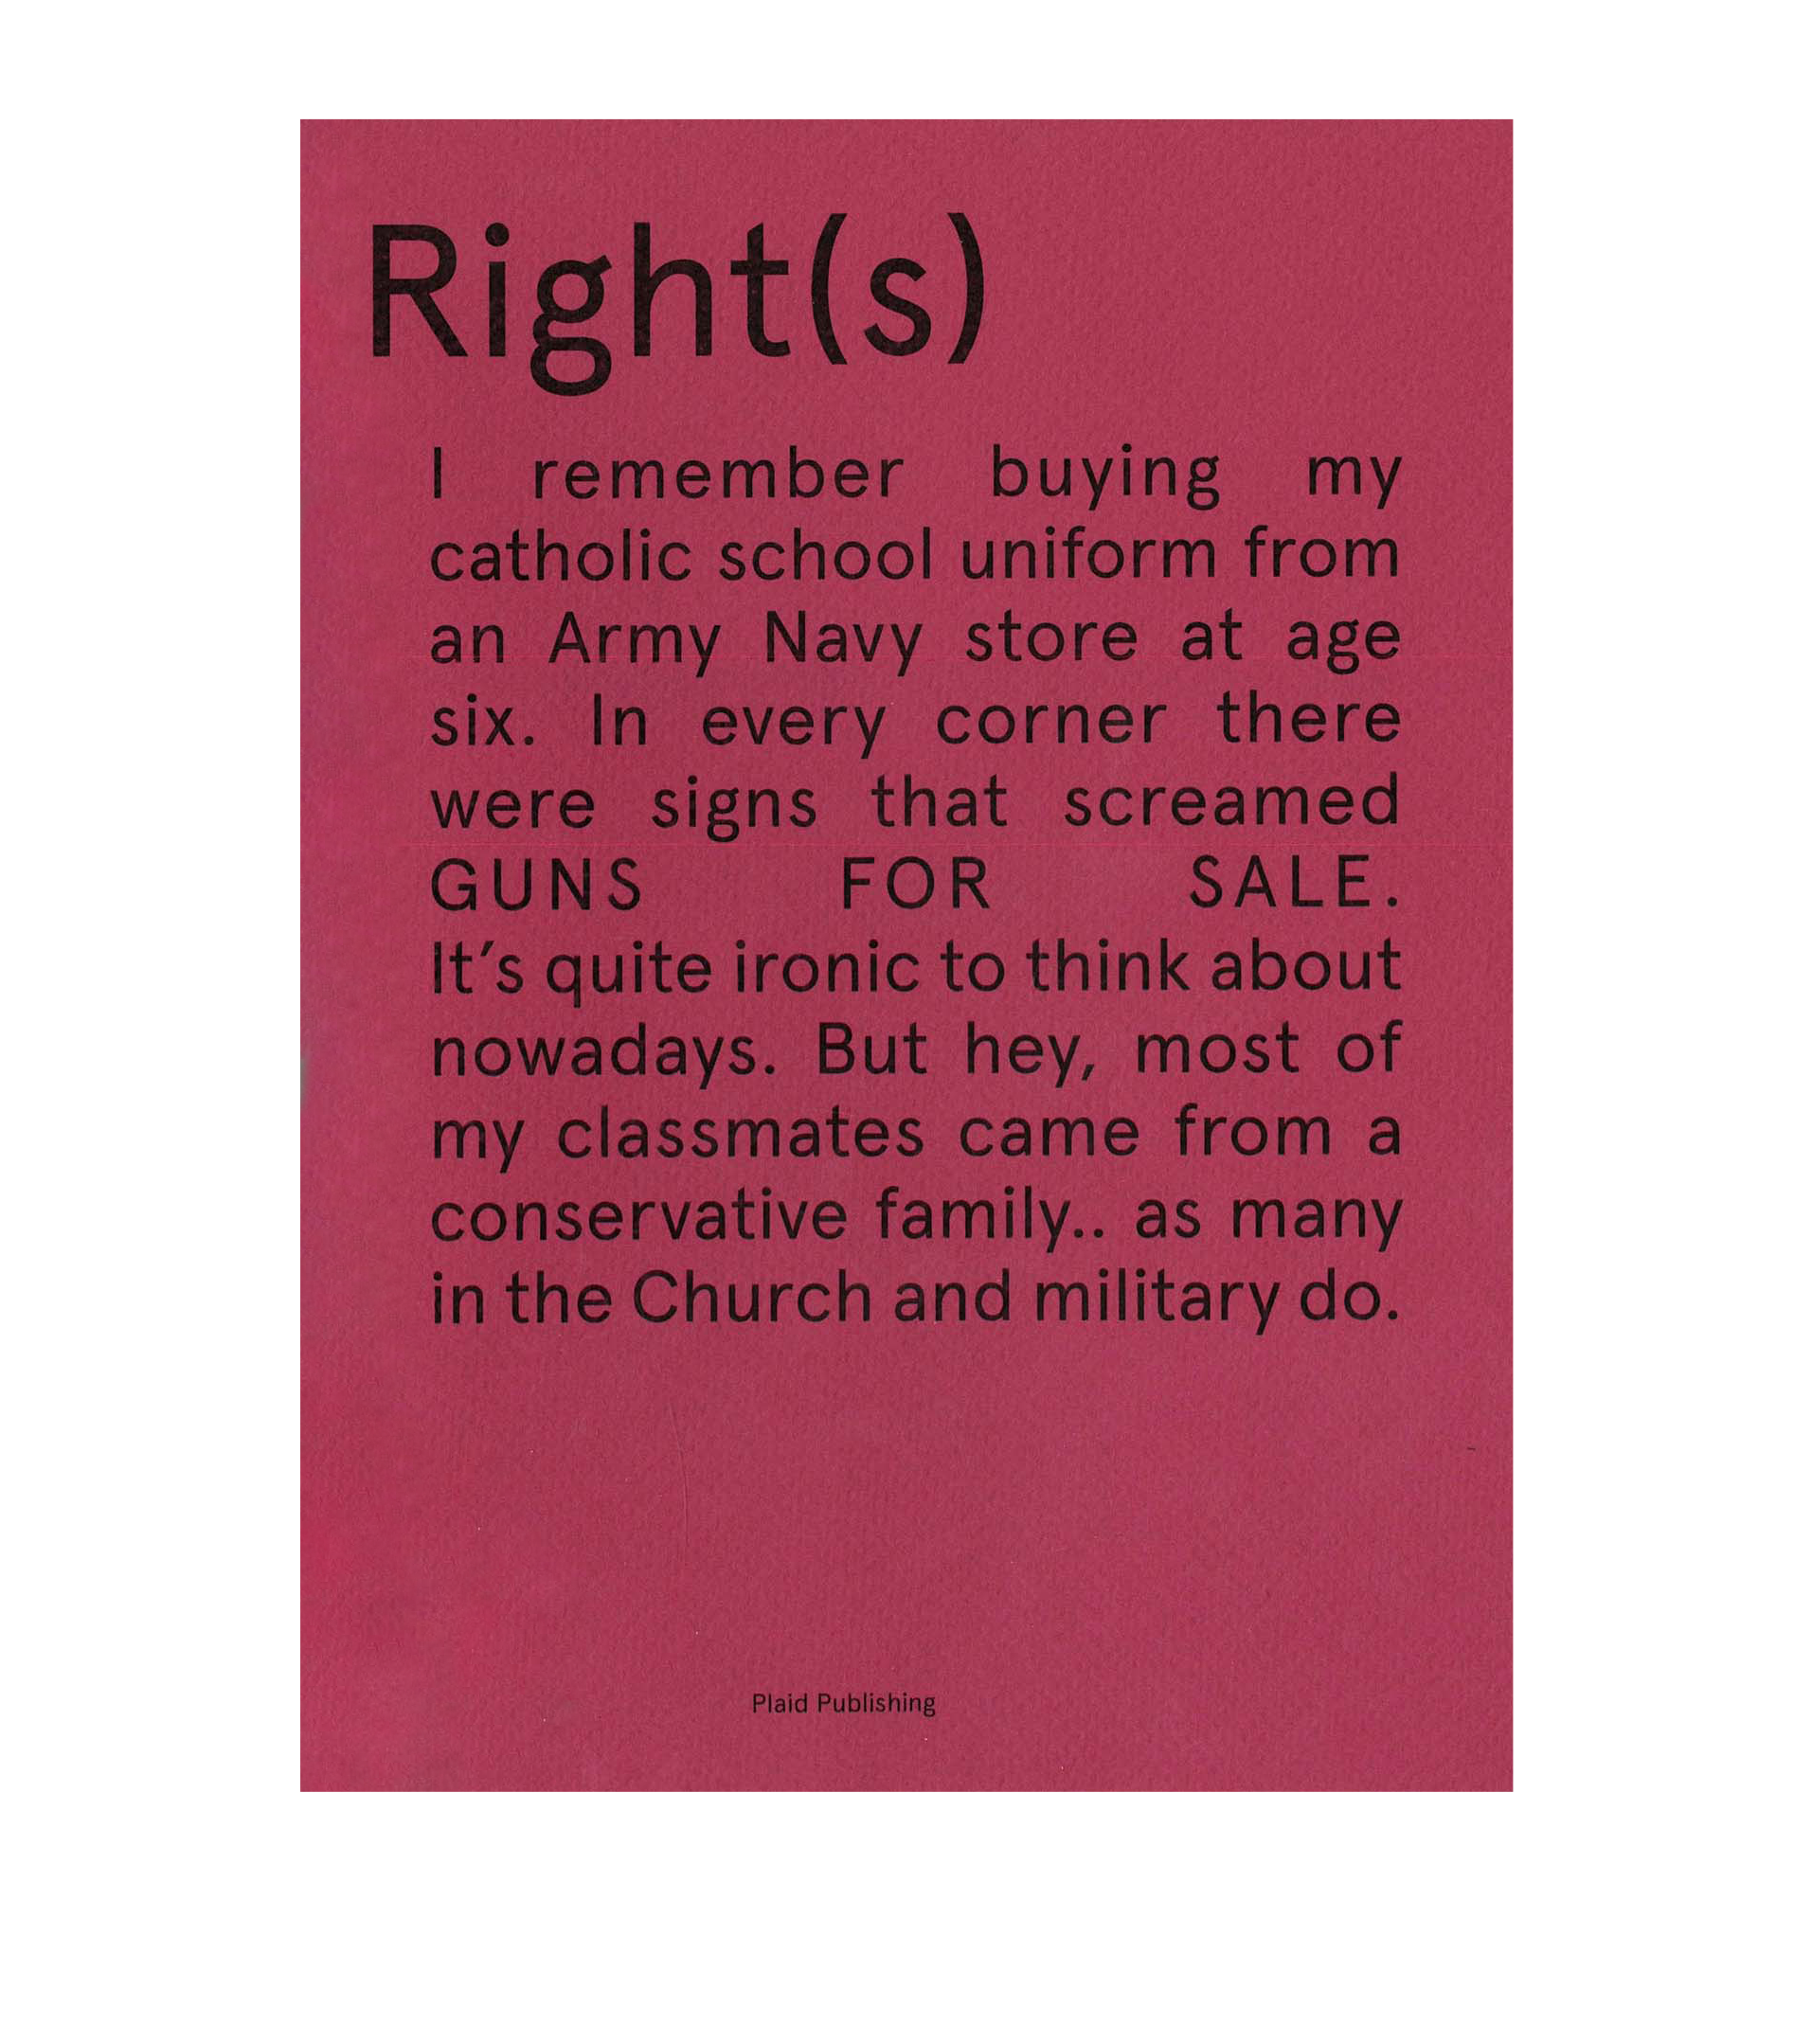 Right(s)
I remember buying my
catholic school uniform from
an Army Navy store at age
six. In every corner there
were signs that screamed
GUNS FOR SALE.
It’s quite ironic to think about
nowadays. But hey, most of
my classmates came from a
conservative family.. as many
in the Church and military do.
Plaid Publishing